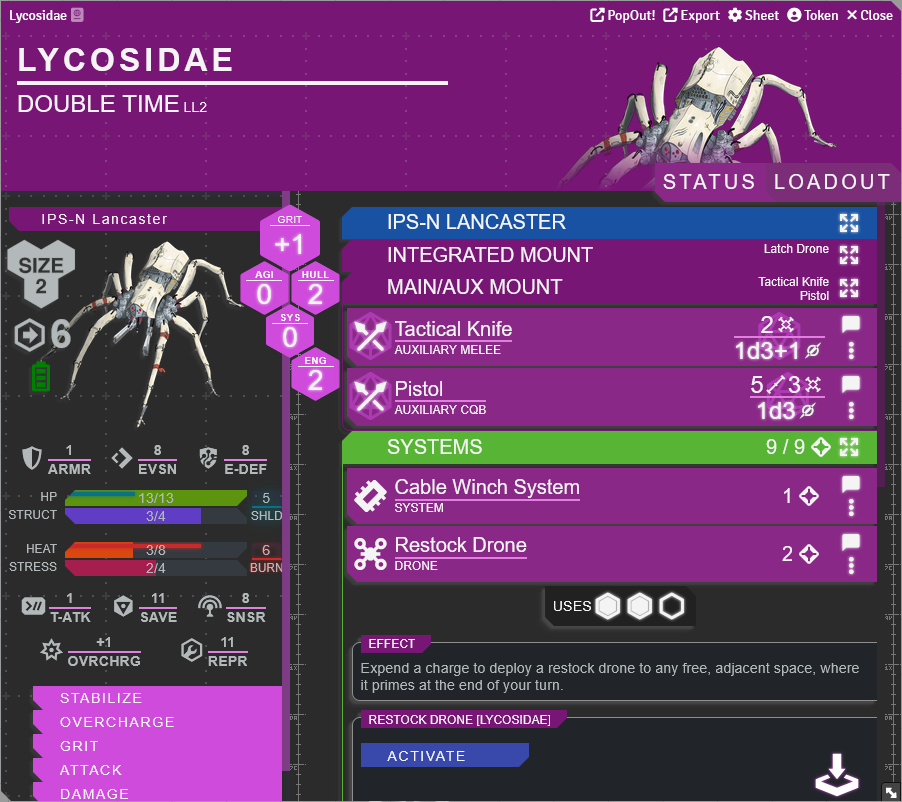 Lycosidae
PopOut! Export Sheet Token Close
LYCOSIDAE
DOUBLE TIME LL2
STATUS LOADOUT
IPS-N Lancaster
SIZE
2
6
GRIT
+1
AGI
0
HULL
2
SYS
0
ENG
2
1
ARMR
8
EVSN
8
E-DEF
HP 13/13 5
STRUCT 3/4 SHLD
HEAT 3/8 6
STRESS 2/4 BURN
1
T-ATK
11
SAVE
8
SNSR
+1
OVRCHRG
11
REPR
STABILIZE
OVERCHARGE
GRIT
ATTACK
DAMAGE
IPS-N LANCASTER
INTEGRATED MOUNT Latch Drone
MAIN/AUX MOUNT Tactical Knife
Pistol
Tactical Knife 2
AUXILIARY MELEE 1d3+1
Pistol 5 3
AUXILIARY CQB 1d3
SYSTEMS 9 / 9
Cable Winch System 1
SYSTEM
Restock Drone 2
DRONE
USES
EFFECT
Expend a charge to deploy a restock drone to any free, adjacent space, where
it primes at the end of your turn.
RESTOCK DRONE [LYCOSIDAE]
ACTIVATE